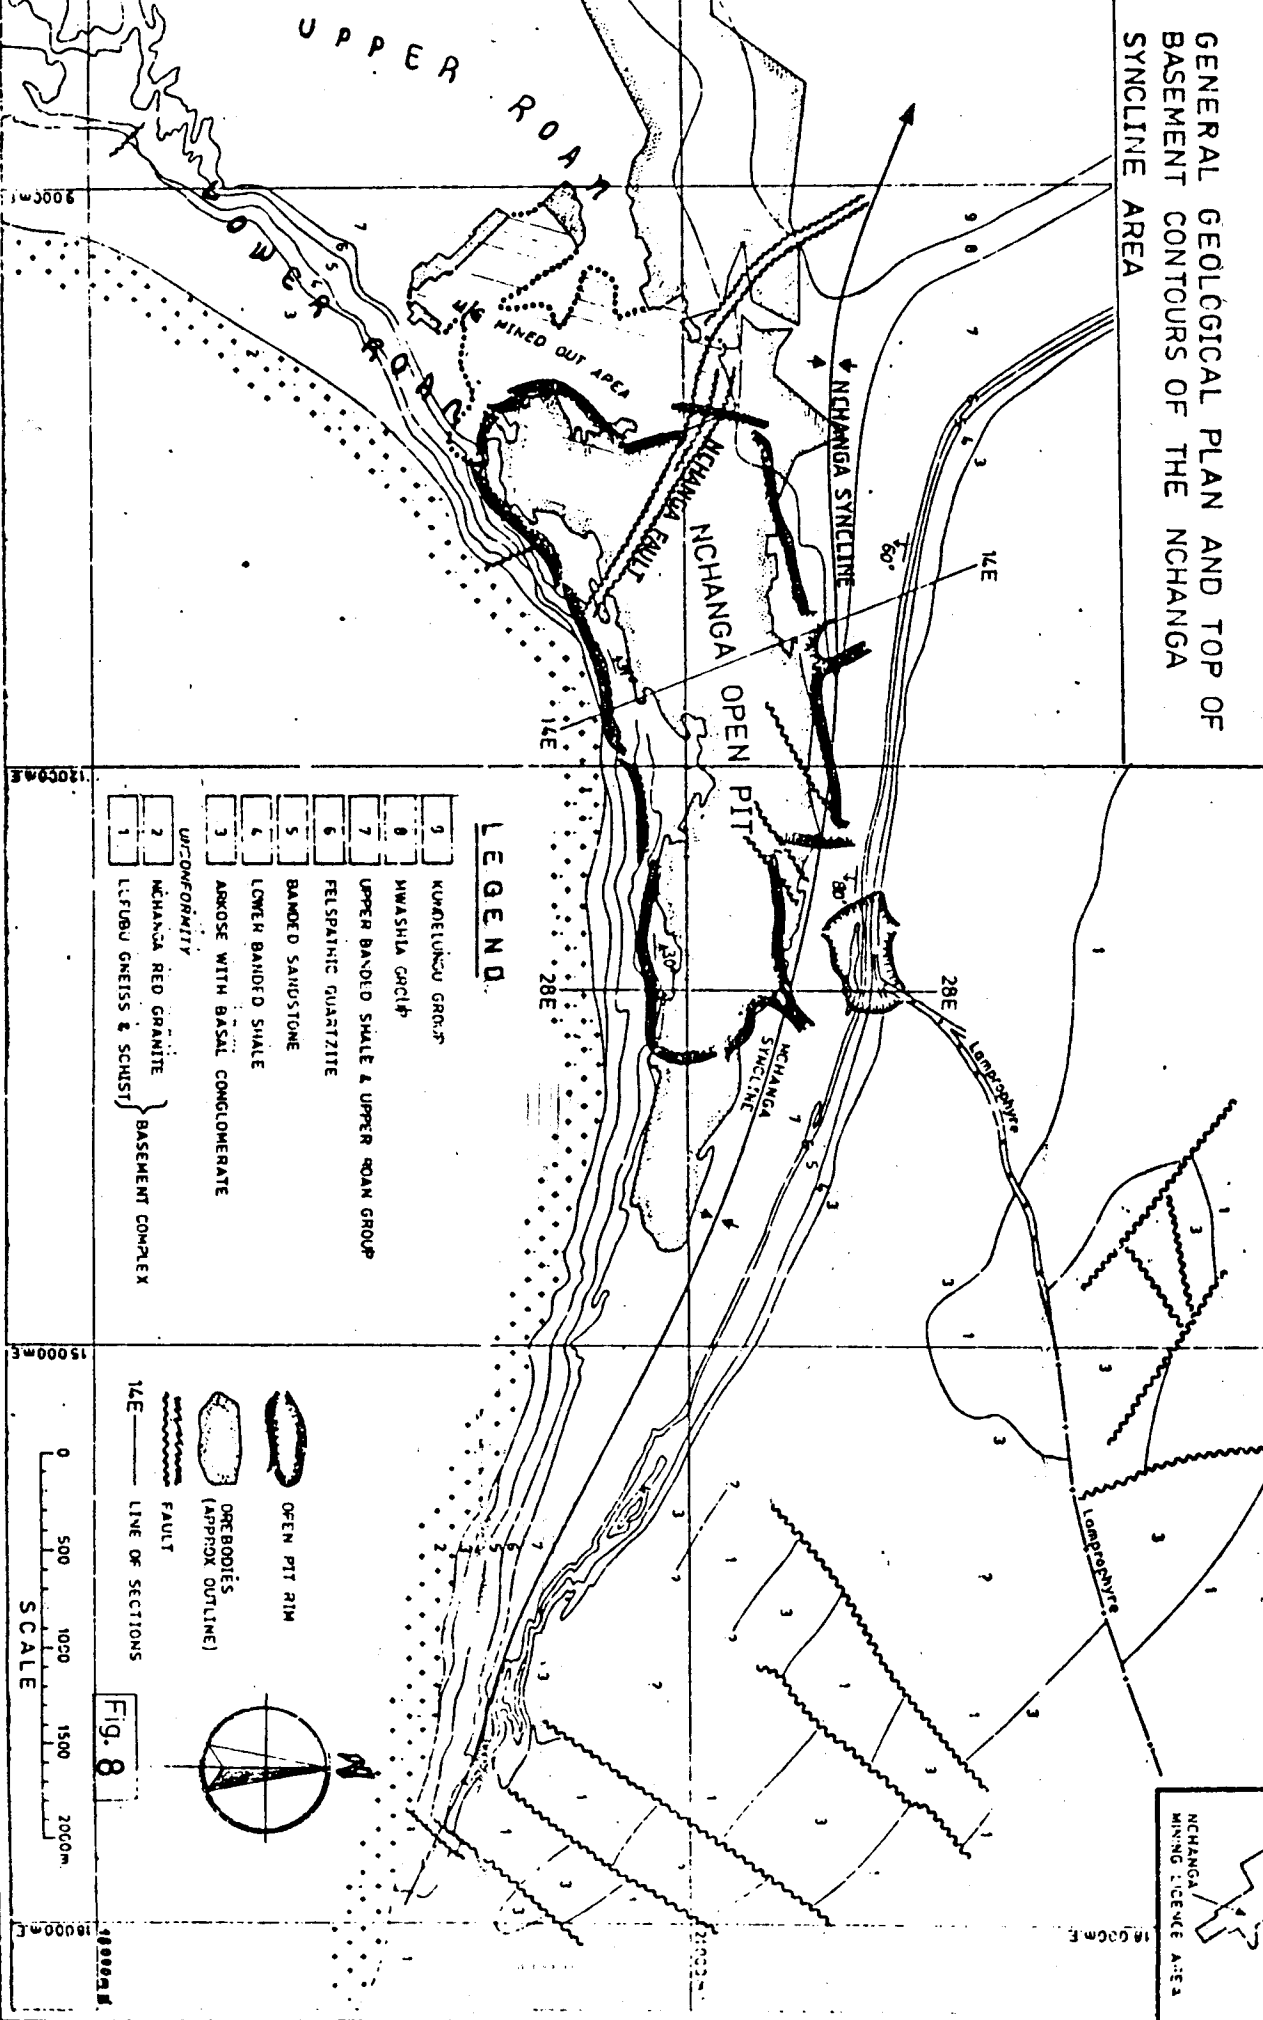 GENERAL GEOLOGICAL PLAN AND TOP OF
BASEMENT CONTOURS OF THE NCHANGA
SYNCLINE AREA
UPPER ROAN
LOWER ROAN
MINED OUT AREA
NCHANGA SYNCLINE
NCHANGA FAULT
NCHANGA OPEN PIT
NCHANGA
SYNCLINE
14E
14E
28E
28E
60°
80°
30°
Lamprophyre
Lamprophyre
9000mE
12000mE
15000mE
18000mE
18000mE
LEGEND
9 KUNDELUNGU GROUP
8 MWASHIA GROUP
7 UPPER BANDED SHALE & UPPER ROAN GROUP
6 FELSPATHIC QUARTZITE
5 BANDED SANDSTONE
4 LOWER BANDED SHALE
3 ARKOSE WITH BASAL CONGLOMERATE
UNCONFORMITY
2 NCHANGA RED GRANITE
1 LUFUBU GNEISS & SCHIST
BASEMENT COMPLEX
OPEN PIT RIM
OREBODIES
(APPROX OUTLINE)
FAULT
14E LINE OF SECTIONS
0 500 1000 1500 2000m.
SCALE
N
Fig. 8
NCHANGA
MINING LICENCE AREA